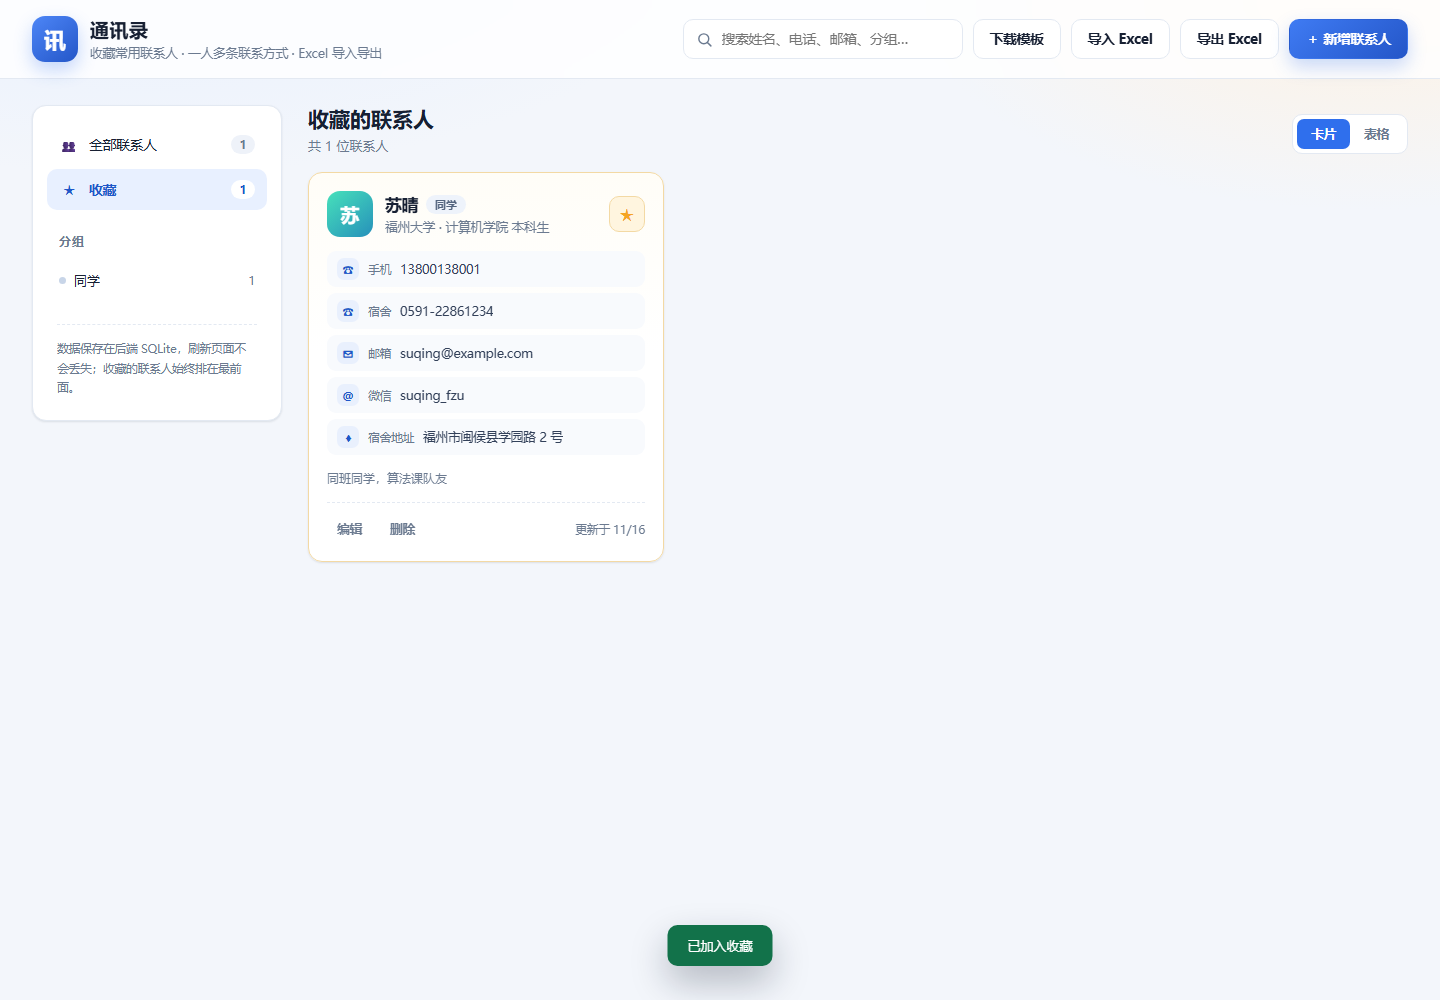 讯
通讯录
收藏常用联系人 · 一人多条联系方式 · Excel 导入导出
搜索姓名、电话、邮箱、分组...
下载模板
导入 Excel
导出 Excel
+ 新增联系人
全部联系人 1
★ 收藏 1
分组
同学 1
数据保存在后端 SQLite，刷新页面不
会丢失；收藏的联系人始终排在最前
面。
收藏的联系人
共 1 位联系人
卡片 表格
苏
苏晴 同学
福州大学 · 计算机学院 本科生
★
☎ 手机 13800138001
☎ 宿舍 0591-22861234
✉ 邮箱 suqing@example.com
@ 微信 suqing_fzu
♦ 宿舍地址 福州市闽侯县学园路 2 号
同班同学，算法课队友
编辑 删除 更新于 11/16
已加入收藏